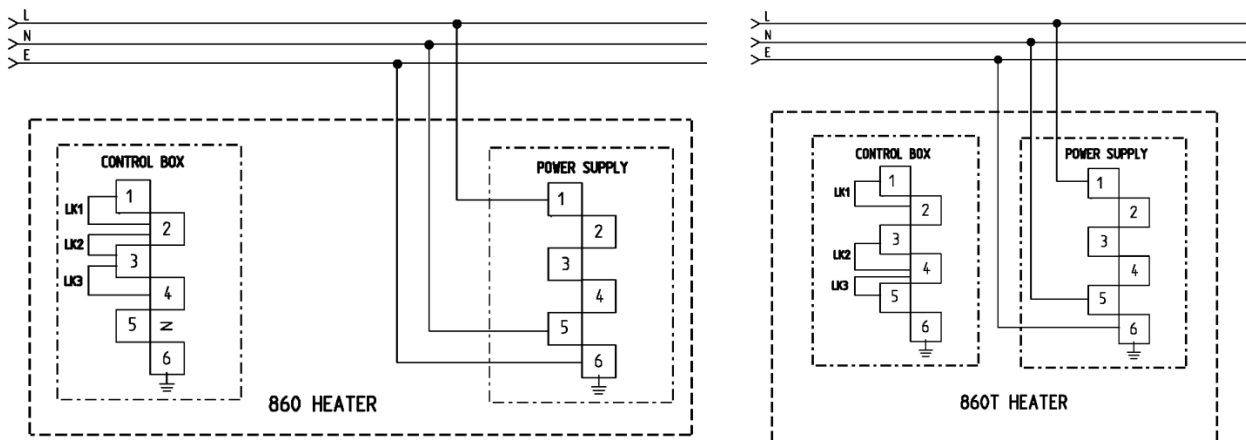 L
N
E
CONTROL BOX
1
LK1
2
LK2
3
LK3
4
5
N
6
POWER SUPPLY
1
2
3
4
5
6
860 HEATER
L
N
E
CONTROL BOX
1
LK1
2
3
LK2
4
LK3
5
6
POWER SUPPLY
1
2
3
4
5
6
860T HEATER